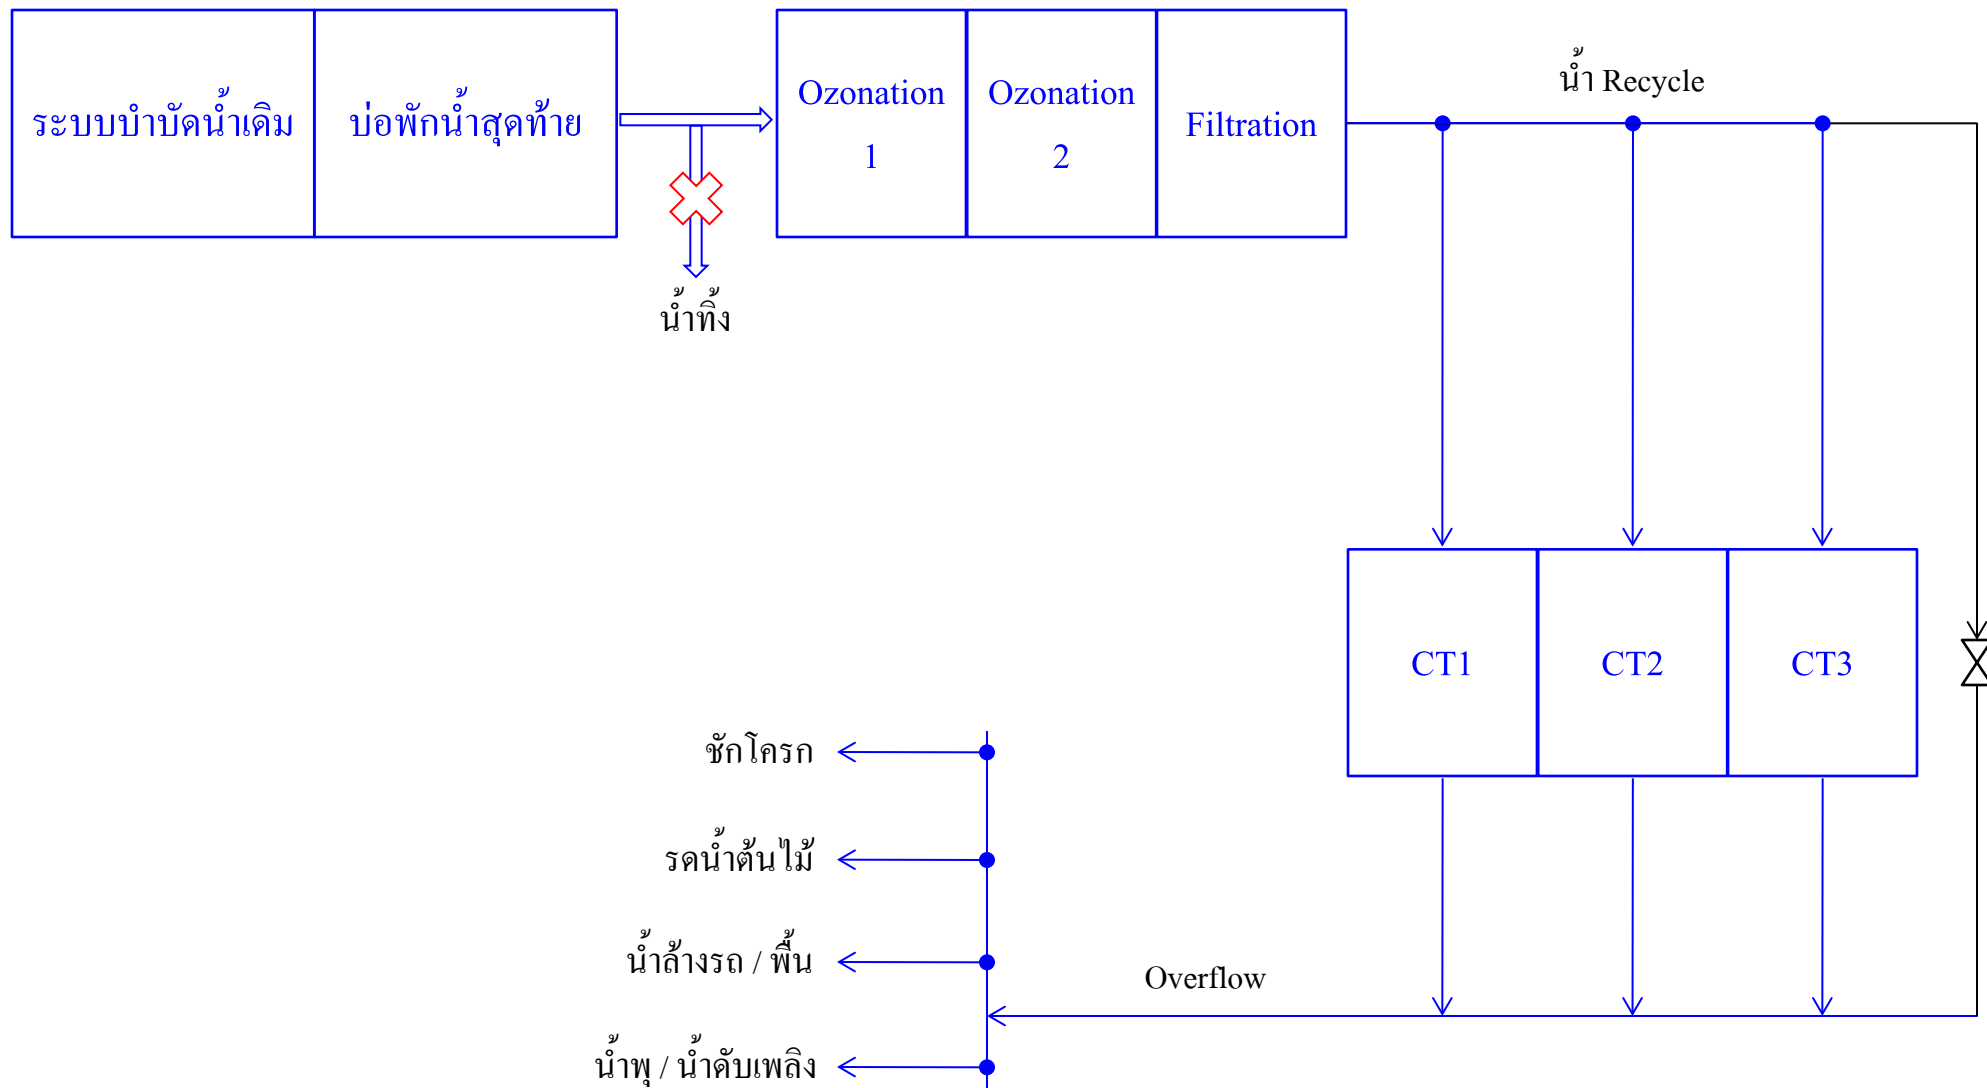 ระบบบำบัดน้ำเดิม
บ่อพักน้ำสุดท้าย
Ozonation
1
Ozonation
2
Filtration
น้ำ Recycle
น้ำทิ้ง
CT1
CT2
CT3
ชักโครก
รดน้ำต้นไม้
น้ำล้างรถ / พื้น
Overflow
น้ำพุ / น้ำดับเพลิง